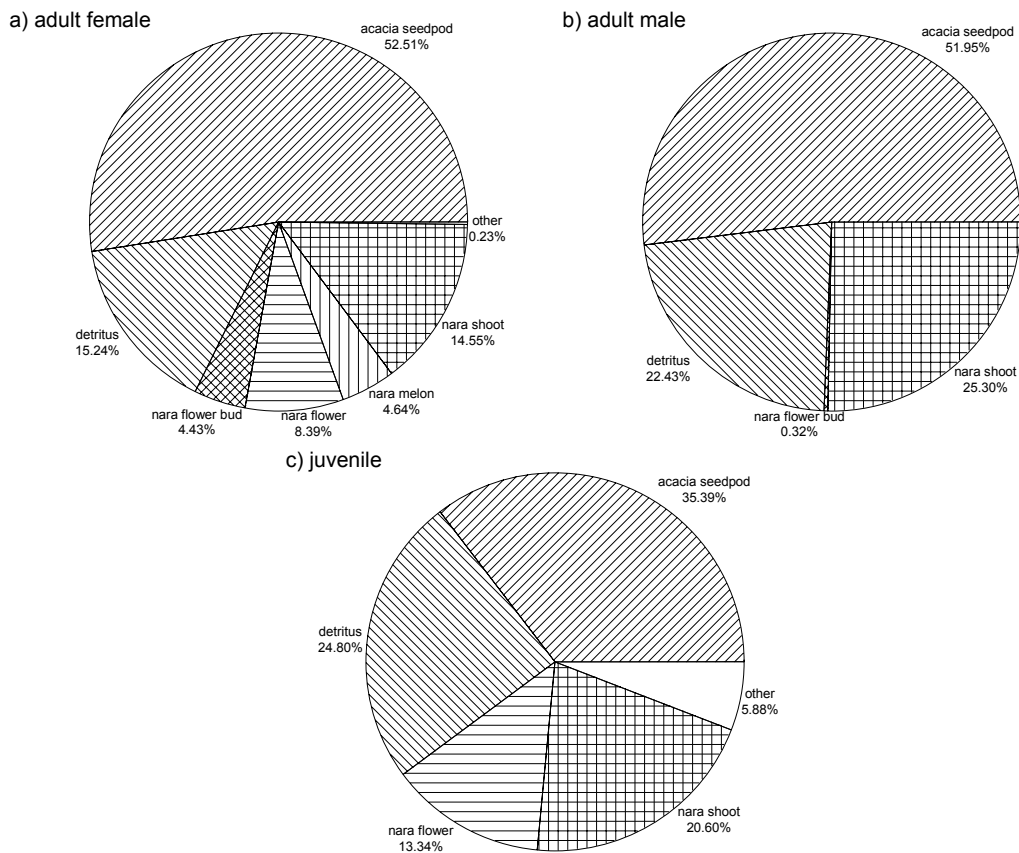 a) adult female
acacia seedpod
52.51%
other
0.23%
nara shoot
14.55%
nara melon
4.64%
nara flower
8.39%
nara flower bud
4.43%
detritus
15.24%
b) adult male
acacia seedpod
51.95%
nara shoot
25.30%
nara flower bud
0.32%
detritus
22.43%
c) juvenile
acacia seedpod
35.39%
other
5.88%
nara shoot
20.60%
nara flower
13.34%
detritus
24.80%